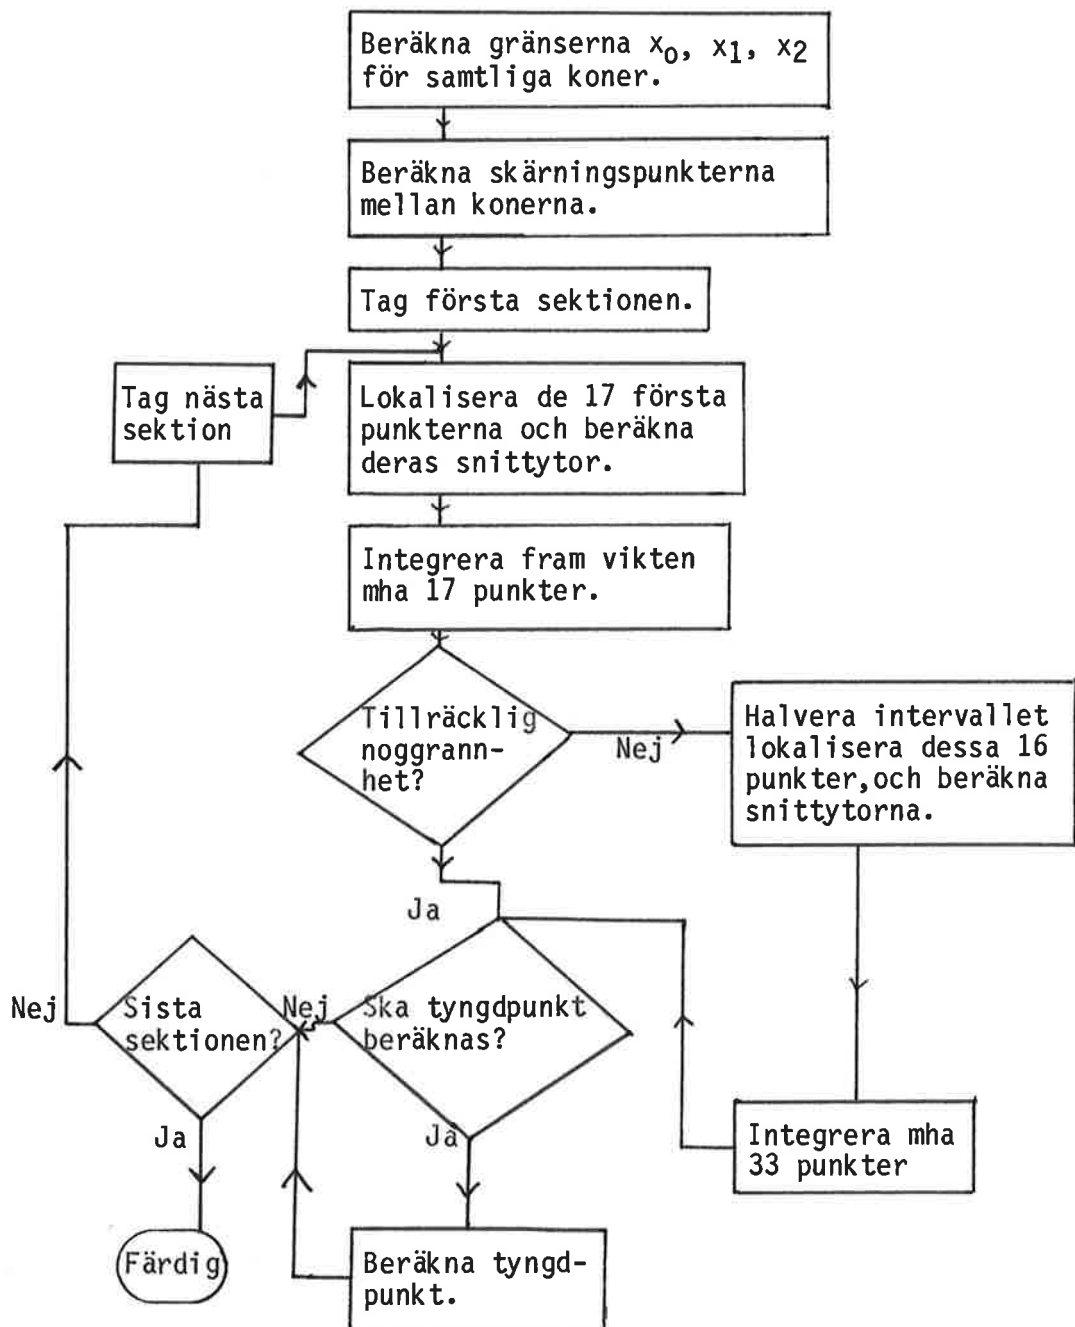 Beräkna gränserna x₀, x₁, x₂
för samtliga koner.
Beräkna skärningspunkterna
mellan konerna.
Tag första sektionen.
Tag nästa
sektion
Lokalisera de 17 första
punkterna och beräkna
deras snittytor.
Integrera fram vikten
mha 17 punkter.
Tillräcklig
noggrann-
het?
Nej
Halvera intervallet
lokalisera dessa 16
punkter,och beräkna
snittytorna.
Ja
Nej
Sista
sektionen?
Nej
Ska tyngdpunkt
beräknas?
Ja
Ja
Integrera mha
33 punkter
Färdig
Beräkna tyngd-
punkt.